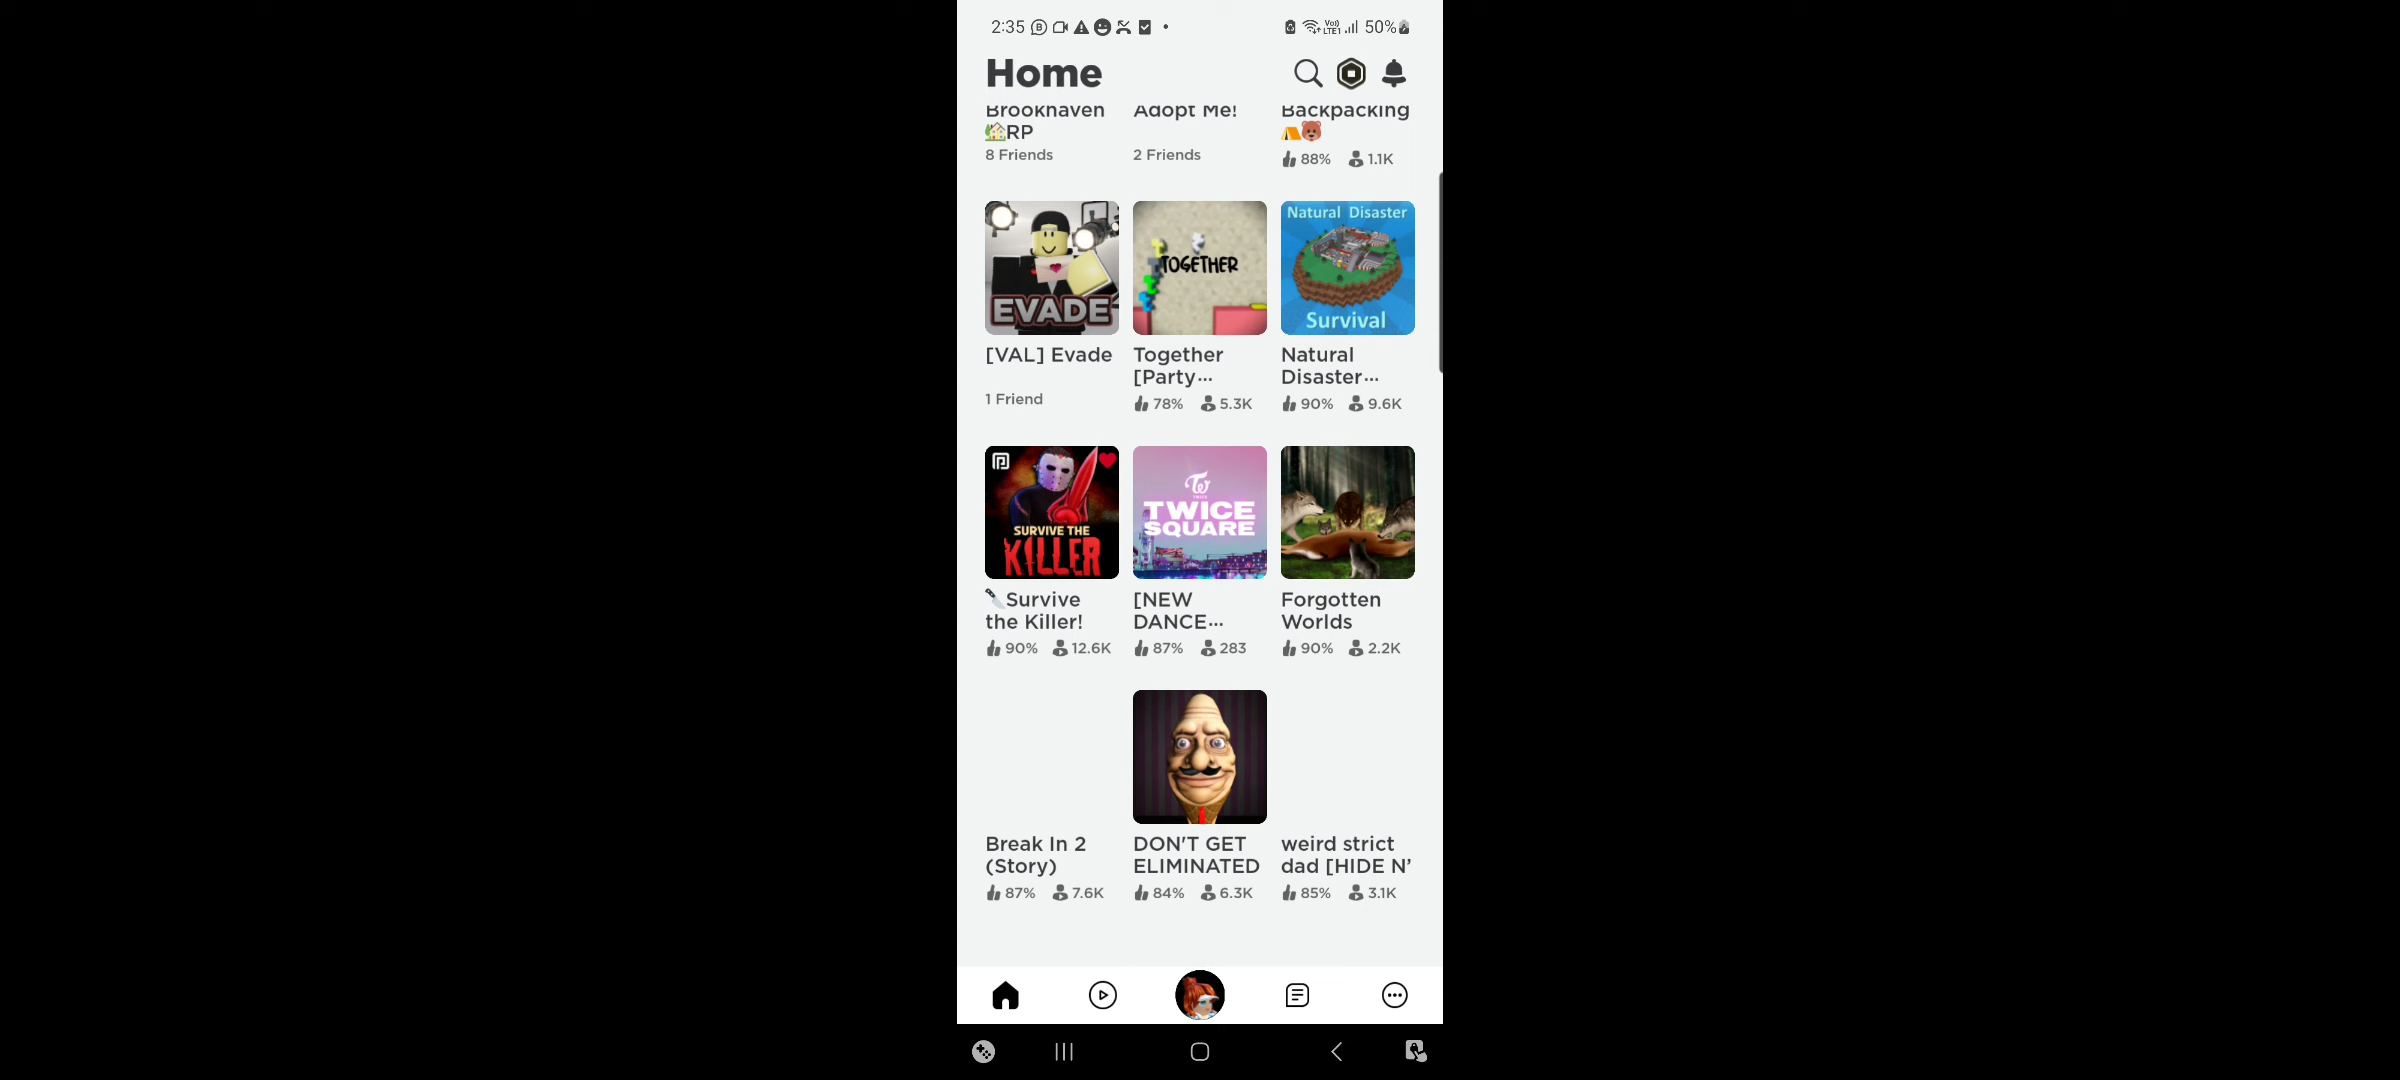 2:35
50%
Home
Brookhaven
RP
8 Friends
Adopt Me!
2 Friends
Backpacking
88% 1.1K
EVADE
[VAL] Evade
1 Friend
TOGETHER
Together
[Party...
78% 5.3K
Natural Disaster
Survival
Natural
Disaster...
90% 9.6K
SURVIVE THE
KILLER
Survive
the Killer!
90% 12.6K
TWICE
SQUARE
[NEW
DANCE...
87% 283
Forgotten
Worlds
90% 2.2K
Break In 2
(Story)
87% 7.6K
DON'T GET
ELIMINATED
84% 6.3K
weird strict
dad [HIDE N’
85% 3.1K